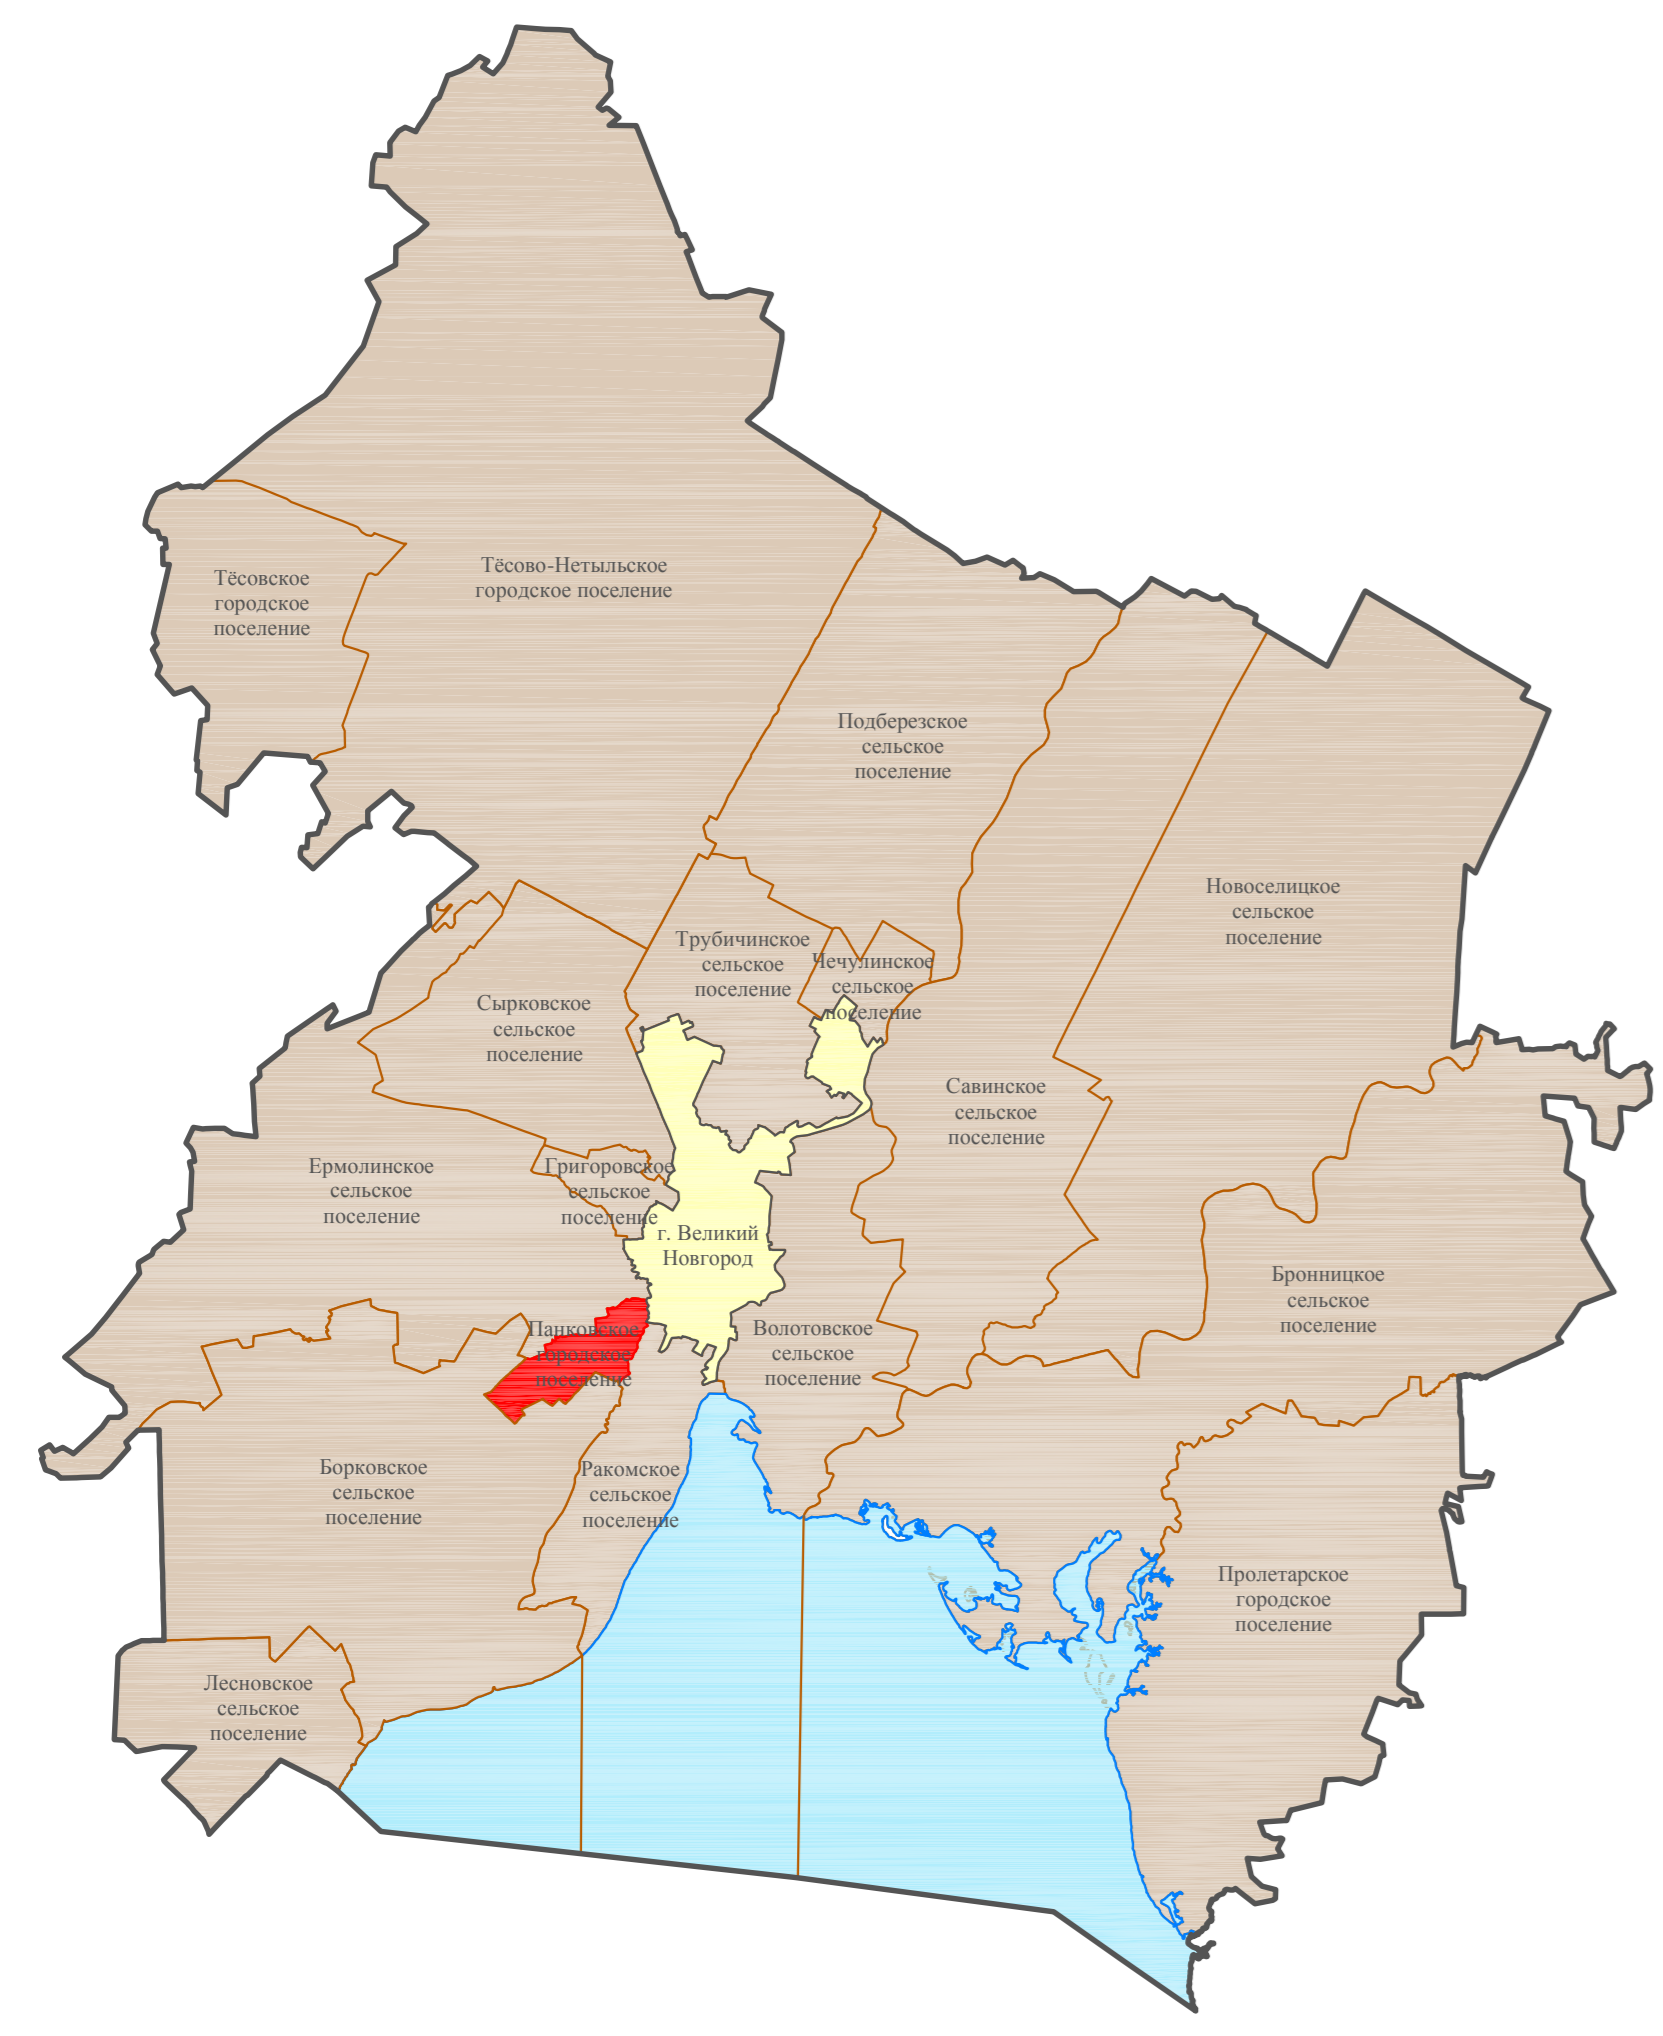 Тёсово-Нетыльское
городское поселение
Тёсовское
городское
поселение
Подберезское
сельское
поселение
Новоселицкое
сельское
поселение
Трубичинское
сельское
поселение
Чечулинское
сельское
поселение
Сырковское
сельское
поселение
Савинское
сельское
поселение
Ермолинское
сельское
поселение
Григоровское
сельское
поселение
г. Великий
Новгород
Бронницкое
сельское
поселение
Панковское
городское
поселение
Волотовское
сельское
поселение
Борковское
сельское
поселение
Ракомское
сельское
поселение
Пролетарское
городское
поселение
Лесновское
сельское
поселение